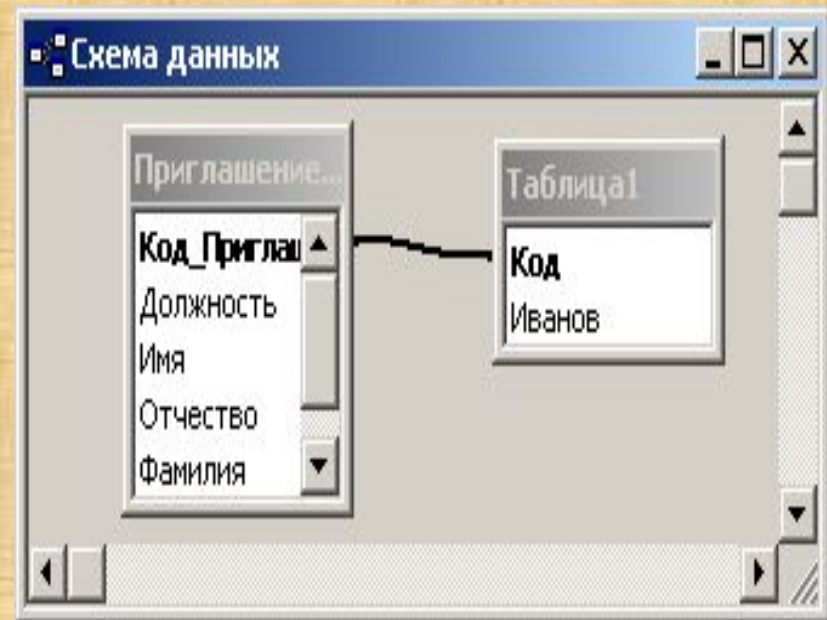 Схема данных
Приглашение...
Код_Приглаш
Должность
Имя
Отчество
Фамилия
Таблица1
Код
Иванов